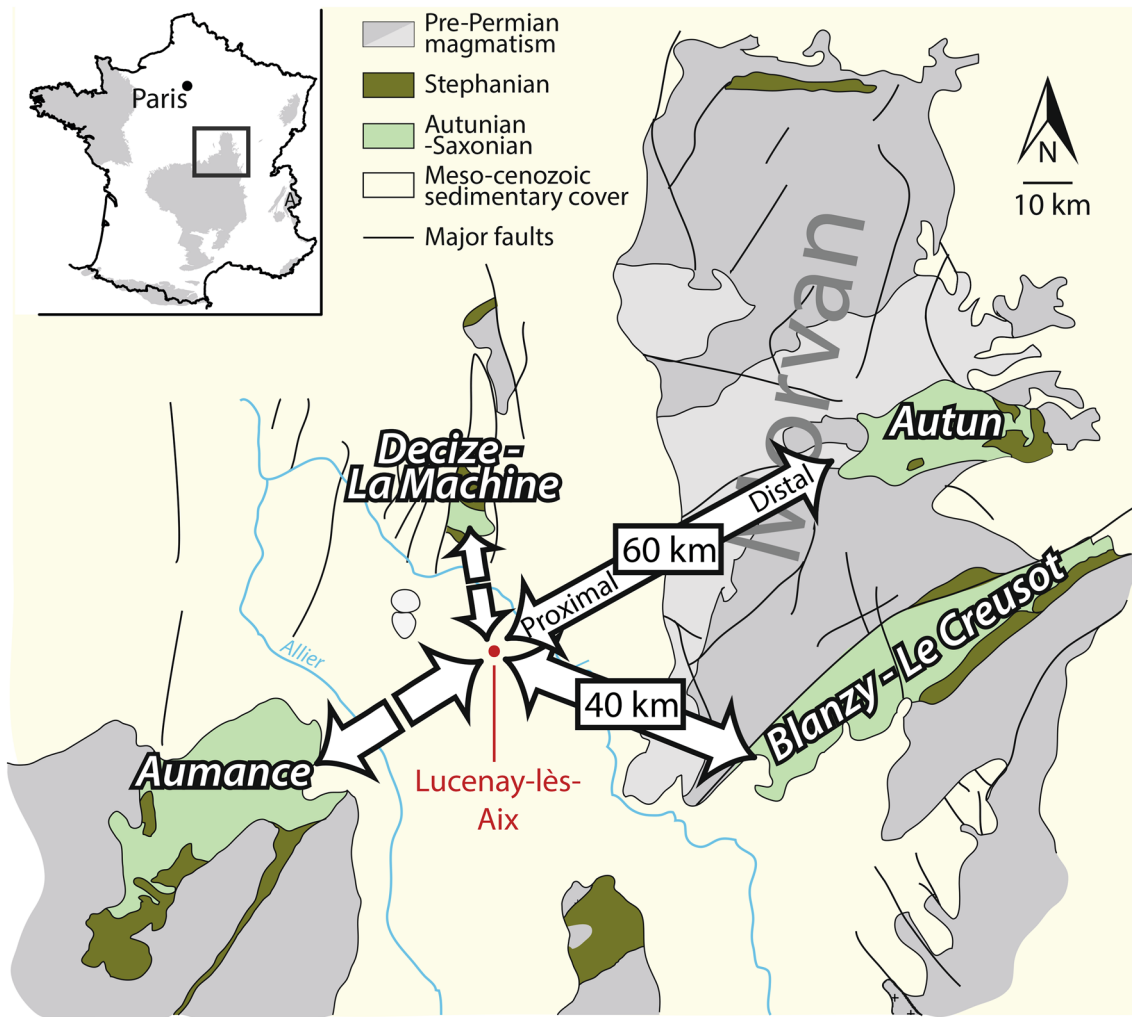 Paris
A
Pre-Permian
magmatism
Stephanian
Autunian
-Saxonian
Meso-cenozoic
sedimentary cover
Major faults
N
10 km
Morvan
Autun
Decize -
La Machine
Distal
60 km
Proximal
Blanzy - Le Creusot
Allier
40 km
Aumance
Lucenay-lès-
Aix